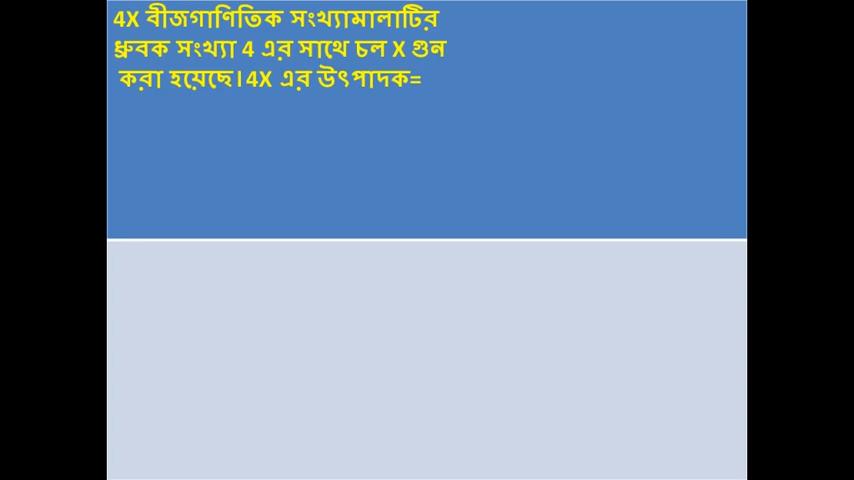 4X বীজগাণিতিক সংখ্যামালাটির
ধ্রুবক সংখ্যা 4 এর সাথে চল X গুন
করা হয়েছে।4X এর উৎপাদক=